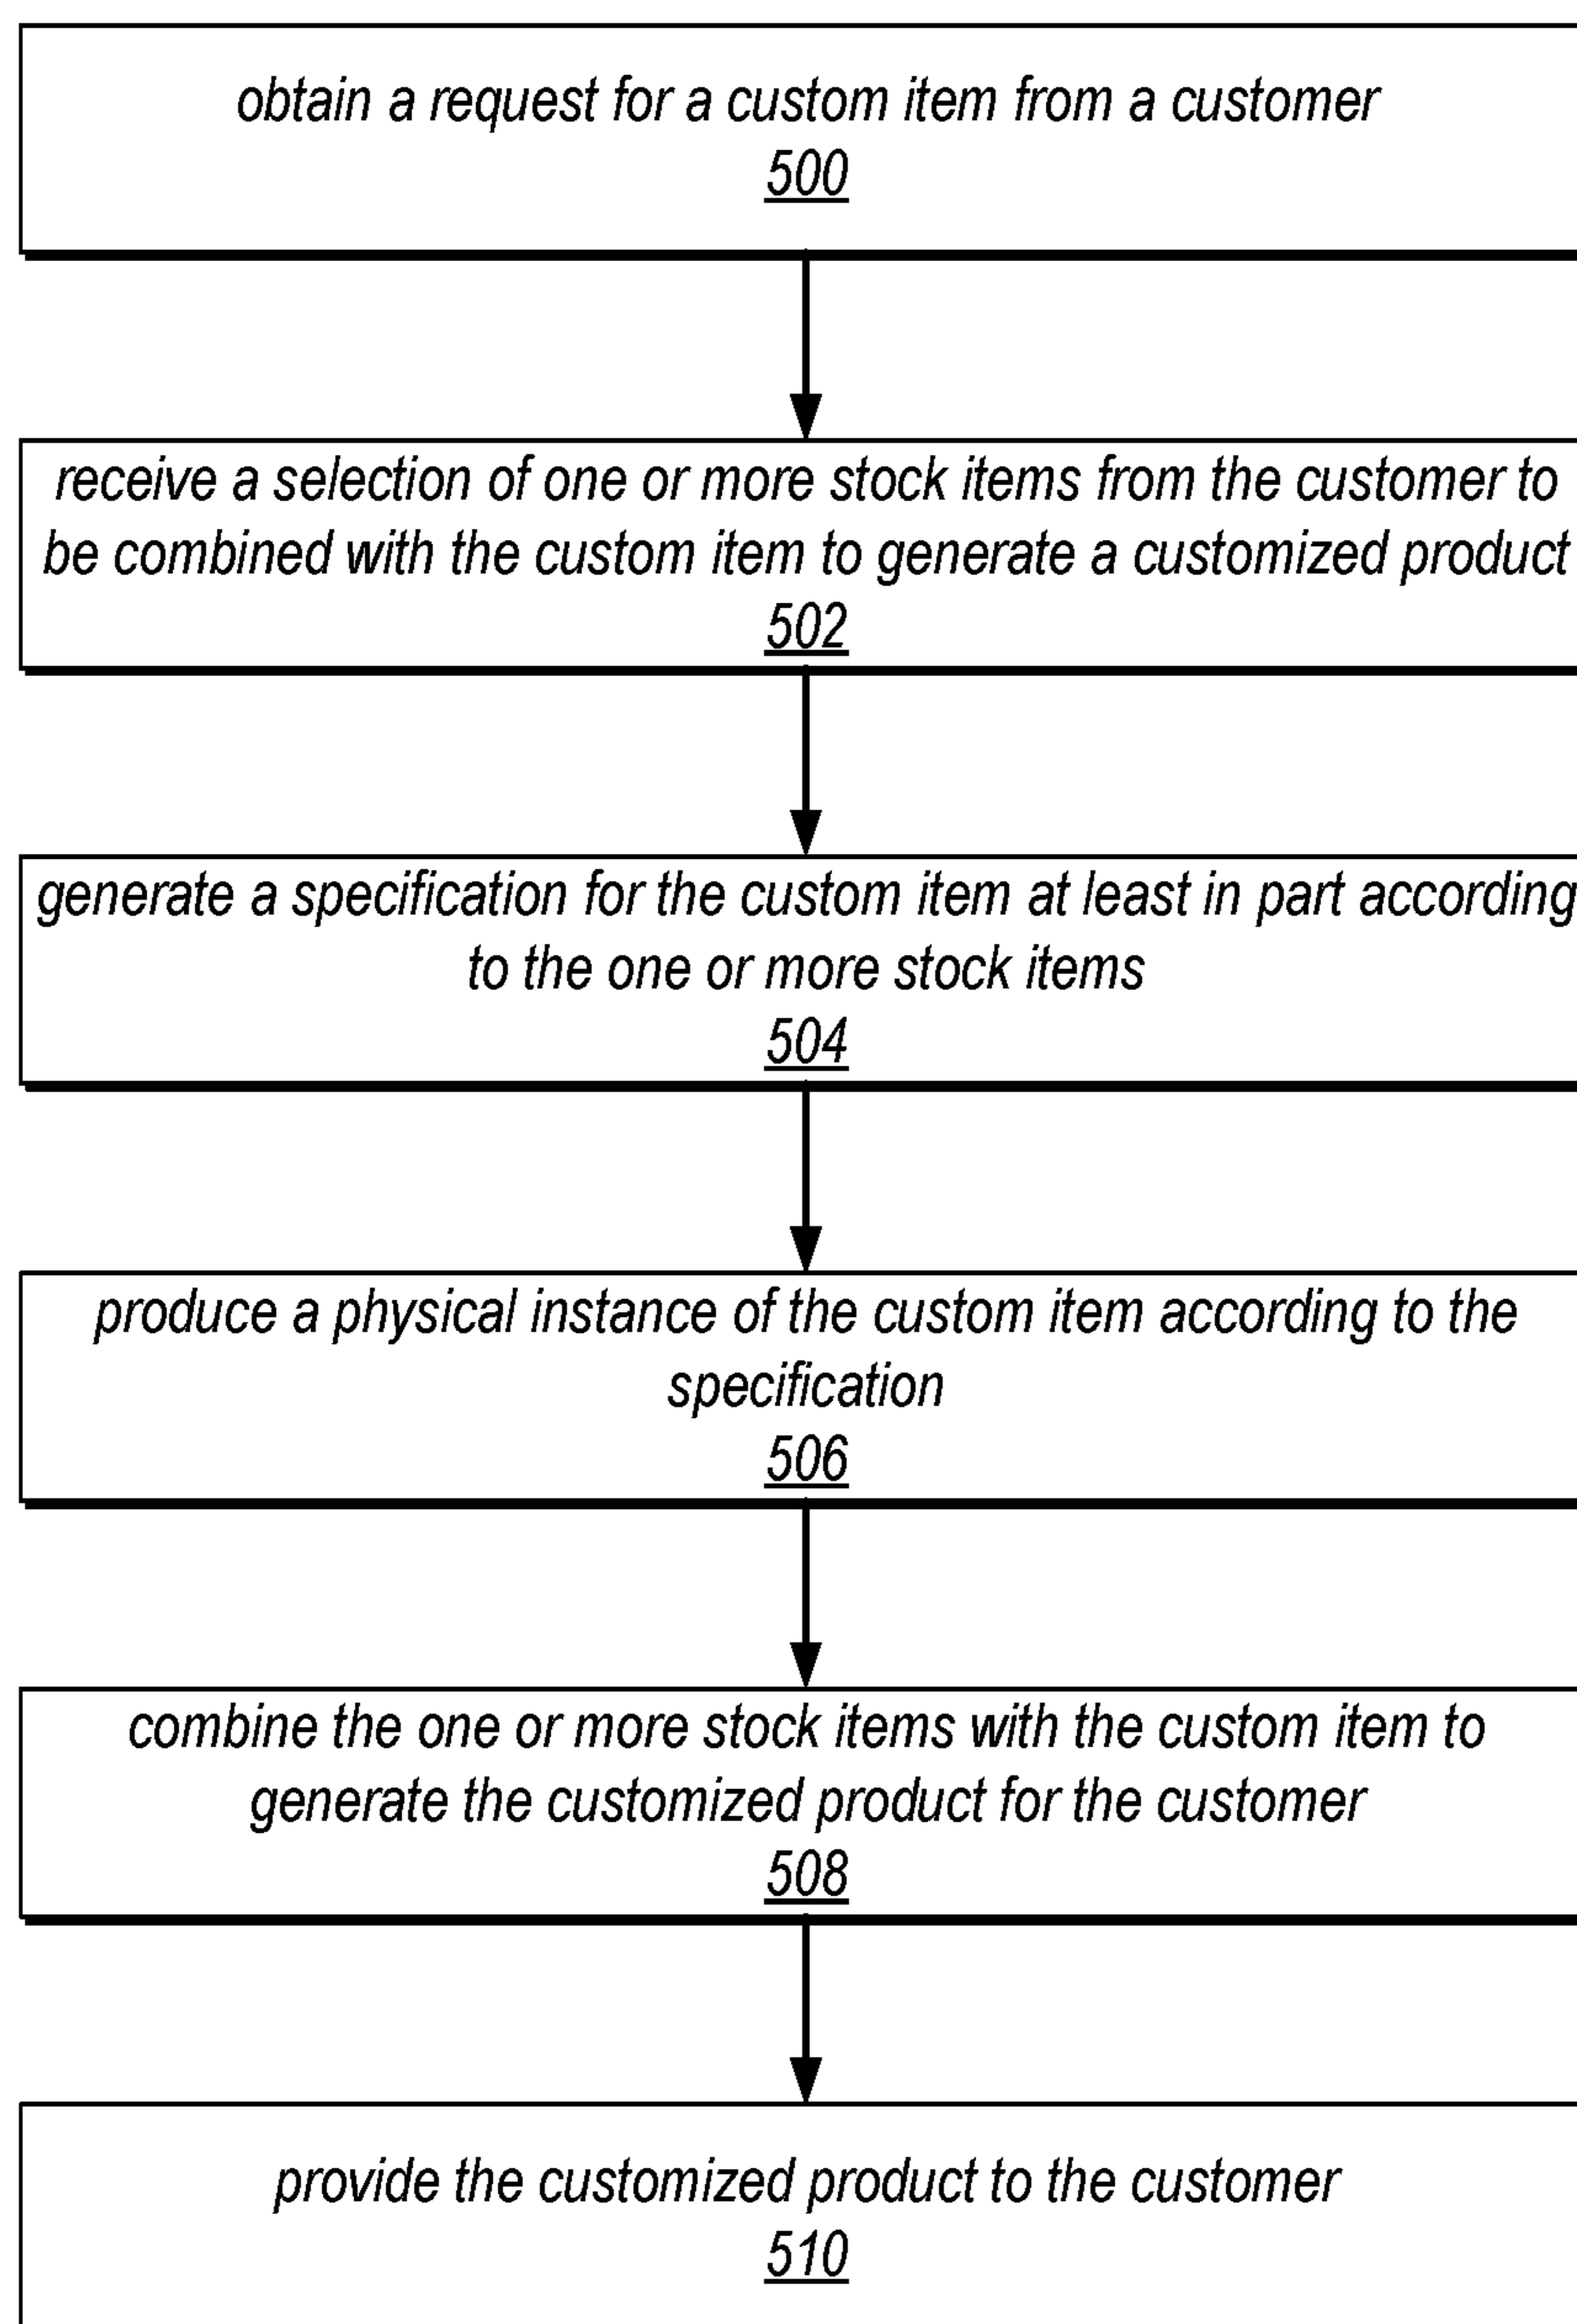 obtain a request for a custom item from a customer
500
receive a selection of one or more stock items from the customer to
be combined with the custom item to generate a customized product
502
generate a specification for the custom item at least in part according
to the one or more stock items
504
produce a physical instance of the custom item according to the
specification
506
combine the one or more stock items with the custom item to
generate the customized product for the customer
508
provide the customized product to the customer
510